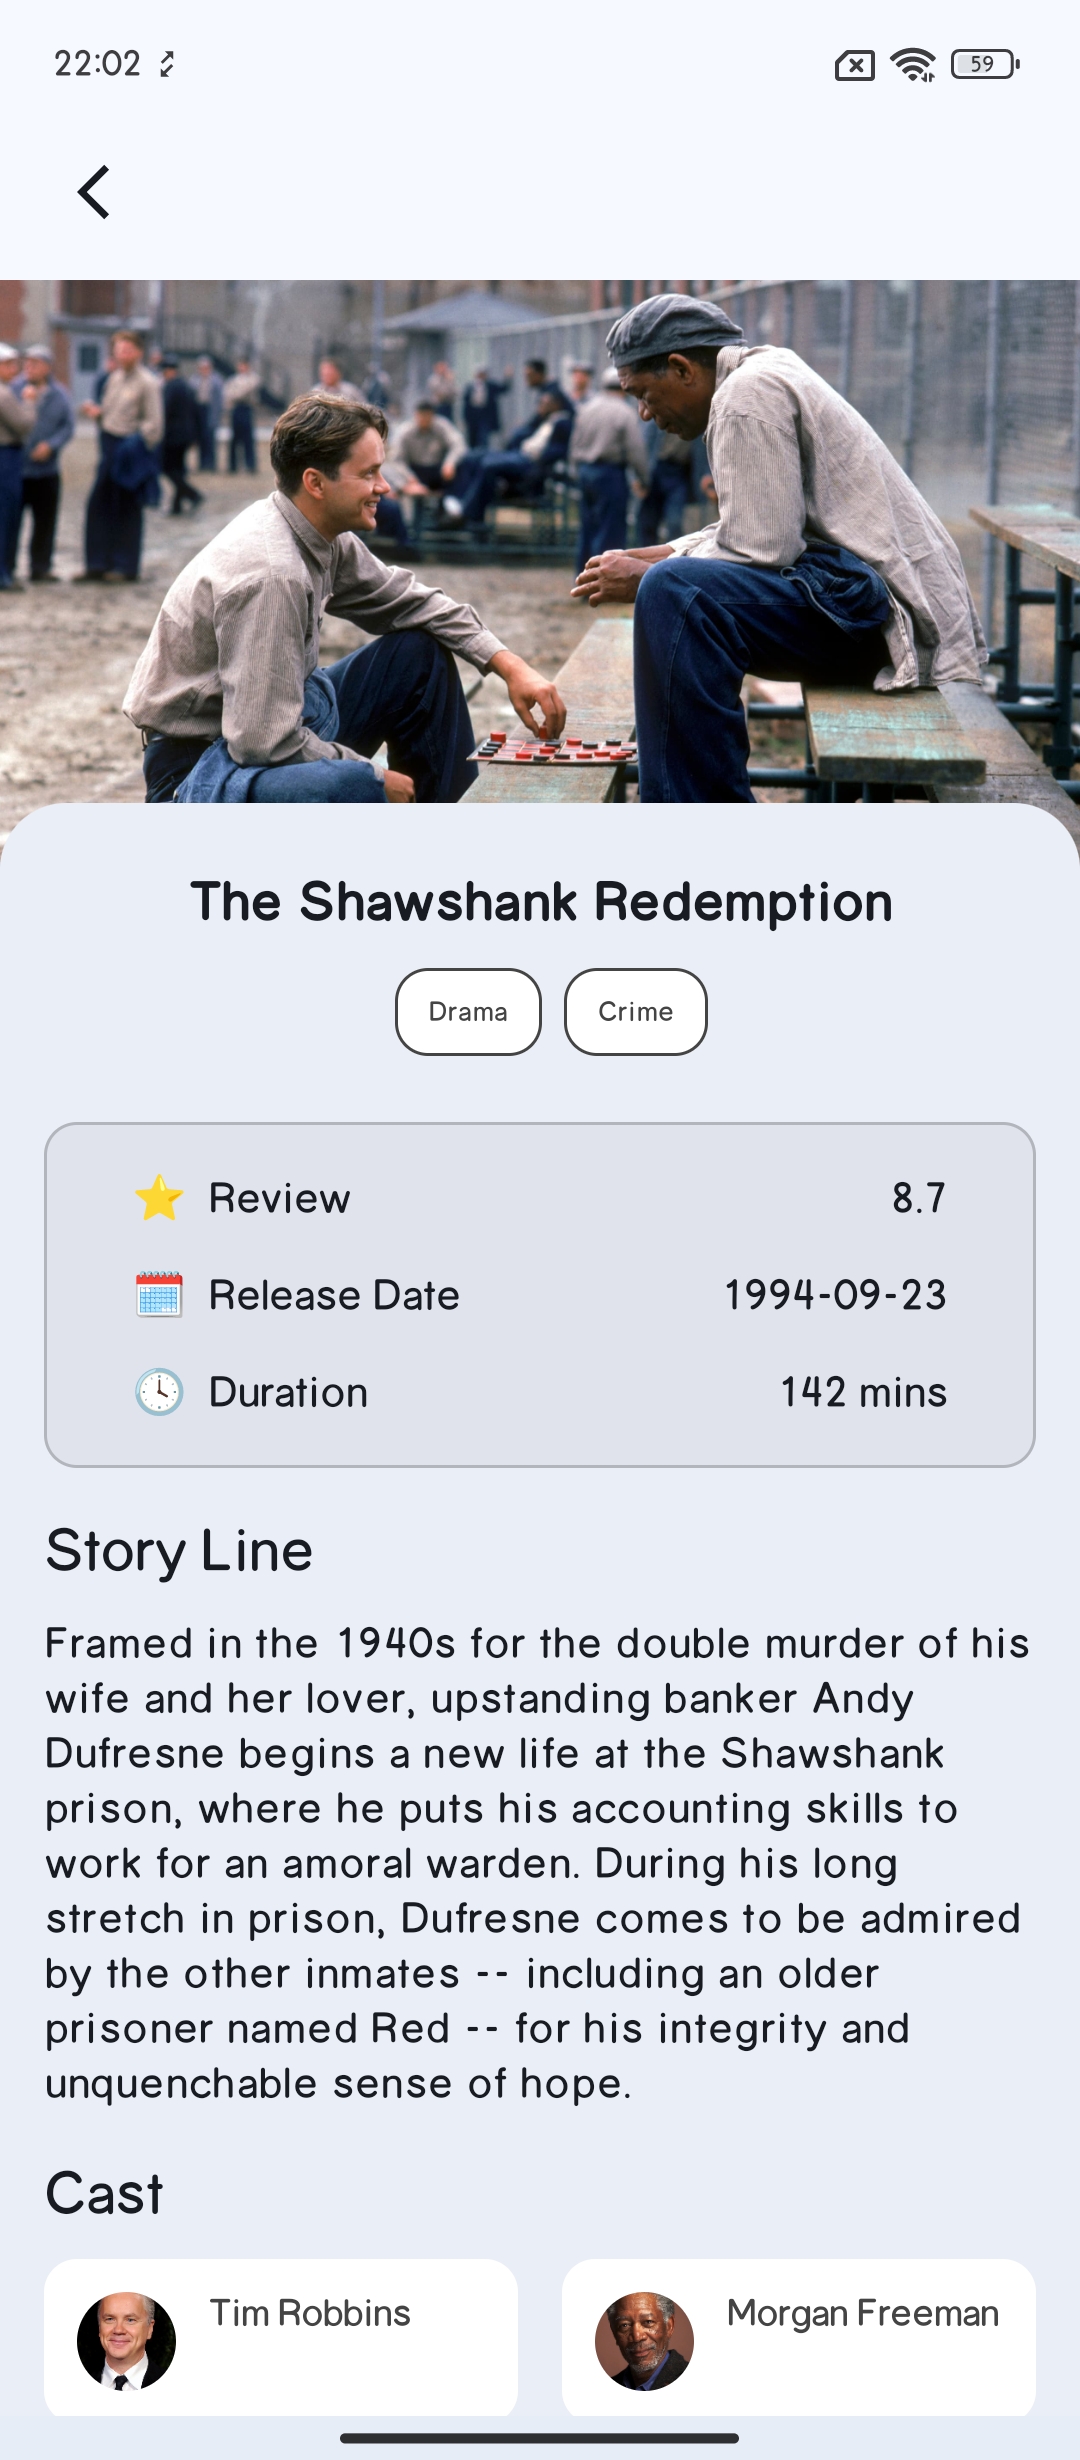 22:02
59
The Shawshank Redemption
Drama Crime
Review 8.7
Release Date 1994-09-23
Duration 142 mins
Story Line
Framed in the 1940s for the double murder of his
wife and her lover, upstanding banker Andy
Dufresne begins a new life at the Shawshank
prison, where he puts his accounting skills to
work for an amoral warden. During his long
stretch in prison, Dufresne comes to be admired
by the other inmates -- including an older
prisoner named Red -- for his integrity and
unquenchable sense of hope.
Cast
Tim Robbins Morgan Freeman